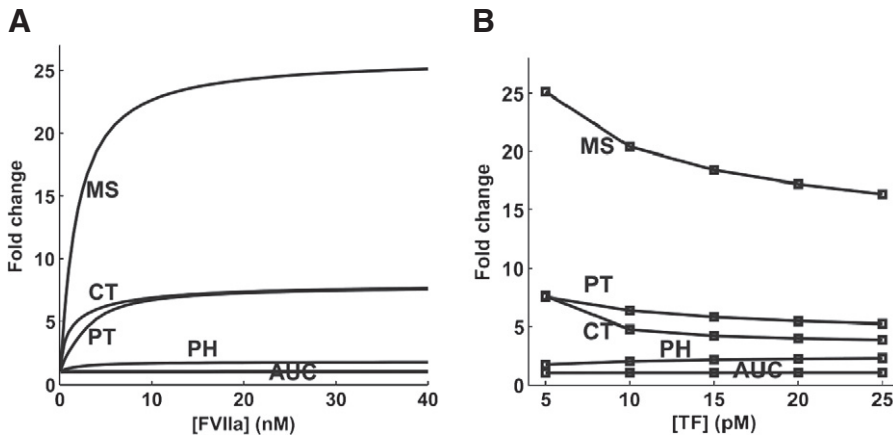 A
B
Fold change
25
20
15
10
5
0
MS
CT
PT
PH
AUC
0 10 20 30 40
[FVIIa] (nM)
Fold change
25
20
15
10
5
0
MS
PT
CT
PH
AUC
5 10 15 20 25
[TF] (pM)